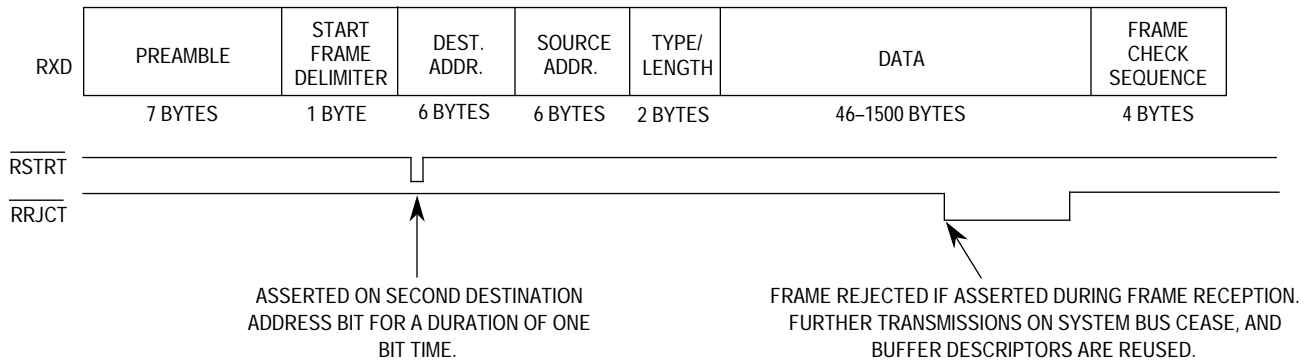 RXD
PREAMBLE
START
FRAME
DELIMITER
DEST.
ADDR.
SOURCE
ADDR.
TYPE/
LENGTH
DATA
FRAME
CHECK
SEQUENCE
7 BYTES
1 BYTE
6 BYTES
6 BYTES
2 BYTES
46–1500 BYTES
4 BYTES
RSTRT
RRJCT
ASSERTED ON SECOND DESTINATION
ADDRESS BIT FOR A DURATION OF ONE
BIT TIME.
FRAME REJECTED IF ASSERTED DURING FRAME RECEPTION.
FURTHER TRANSMISSIONS ON SYSTEM BUS CEASE, AND
BUFFER DESCRIPTORS ARE REUSED.